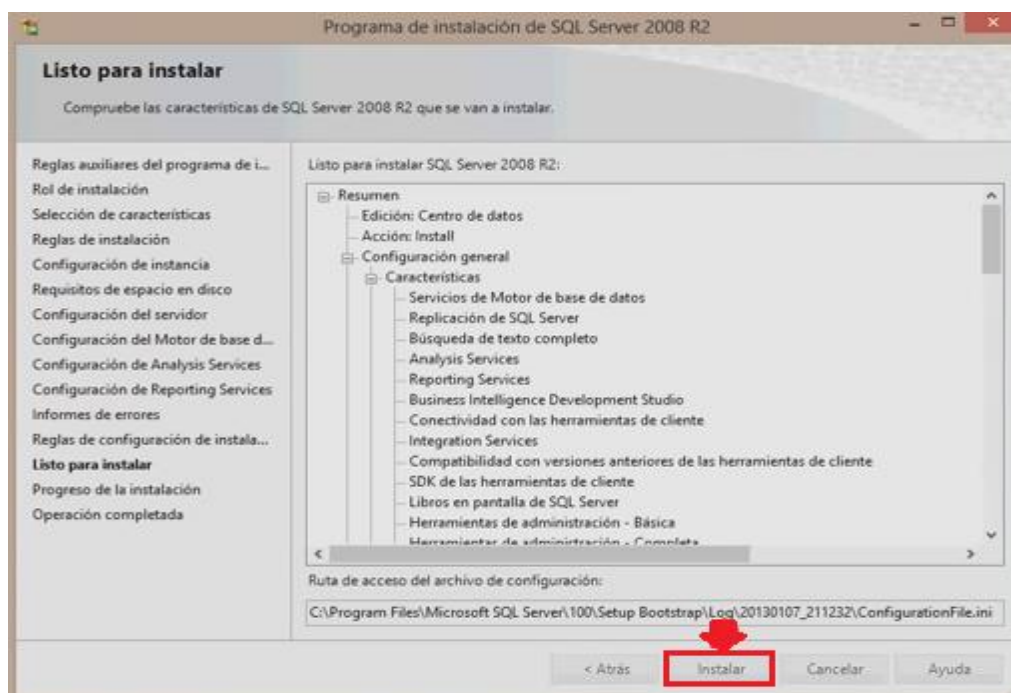 Programa de instalación de SQL Server 2008 R2
Listo para instalar
Compruebe las características de SQL Server 2008 R2 que se van a instalar.
Reglas auxiliares del programa de i...
Rol de instalación
Selección de características
Reglas de instalación
Configuración de instancia
Requisitos de espacio en disco
Configuración del servidor
Configuración del Motor de base d...
Configuración de Analysis Services
Configuración de Reporting Services
Informes de errores
Reglas de configuración de instala...
Listo para instalar
Progreso de la instalación
Operación completada
Listo para instalar SQL Server 2008 R2:
Resumen
Edición: Centro de datos
Acción: Install
Configuración general
Características
Servicios de Motor de base de datos
Replicación de SQL Server
Búsqueda de texto completo
Analysis Services
Reporting Services
Business Intelligence Development Studio
Conectividad con las herramientas de cliente
Integration Services
Compatibilidad con versiones anteriores de las herramientas de cliente
SDK de las herramientas de cliente
Libros en pantalla de SQL Server
Herramientas de administración - Básica
Herramientas de administración - Completa
Ruta de acceso del archivo de configuración:
C:\Program Files\Microsoft SQL Server\100\Setup Bootstrap\Log\20130107_211232\ConfigurationFile.ini
< Atrás Instalar Cancelar Ayuda